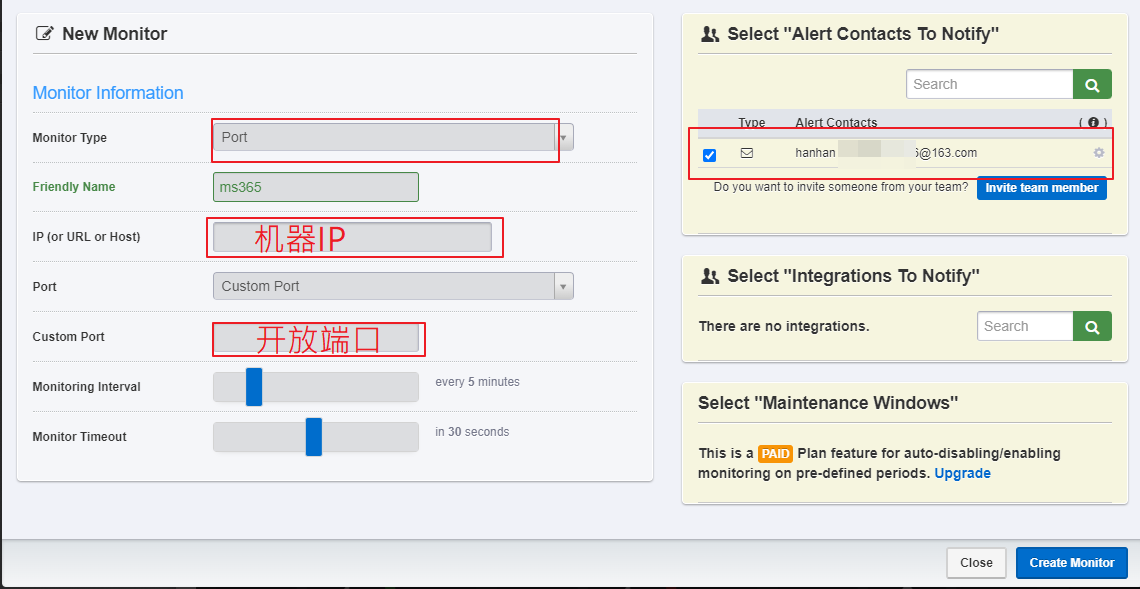 New Monitor
Monitor Information
Monitor Type
Port
Friendly Name
ms365
IP (or URL or Host)
机器IP
Port
Custom Port
Custom Port
开放端口
Monitoring Interval
every 5 minutes
Monitor Timeout
in 30 seconds
Select "Alert Contacts To Notify"
Search
Type
Alert Contacts
( i )
hanhan
@163.com
Do you want to invite someone from your team?
Invite team member
Select "Integrations To Notify"
There are no integrations.
Search
Select "Maintenance Windows"
This is a PAID Plan feature for auto-disabling/enabling
monitoring on pre-defined periods. Upgrade
Close
Create Monitor